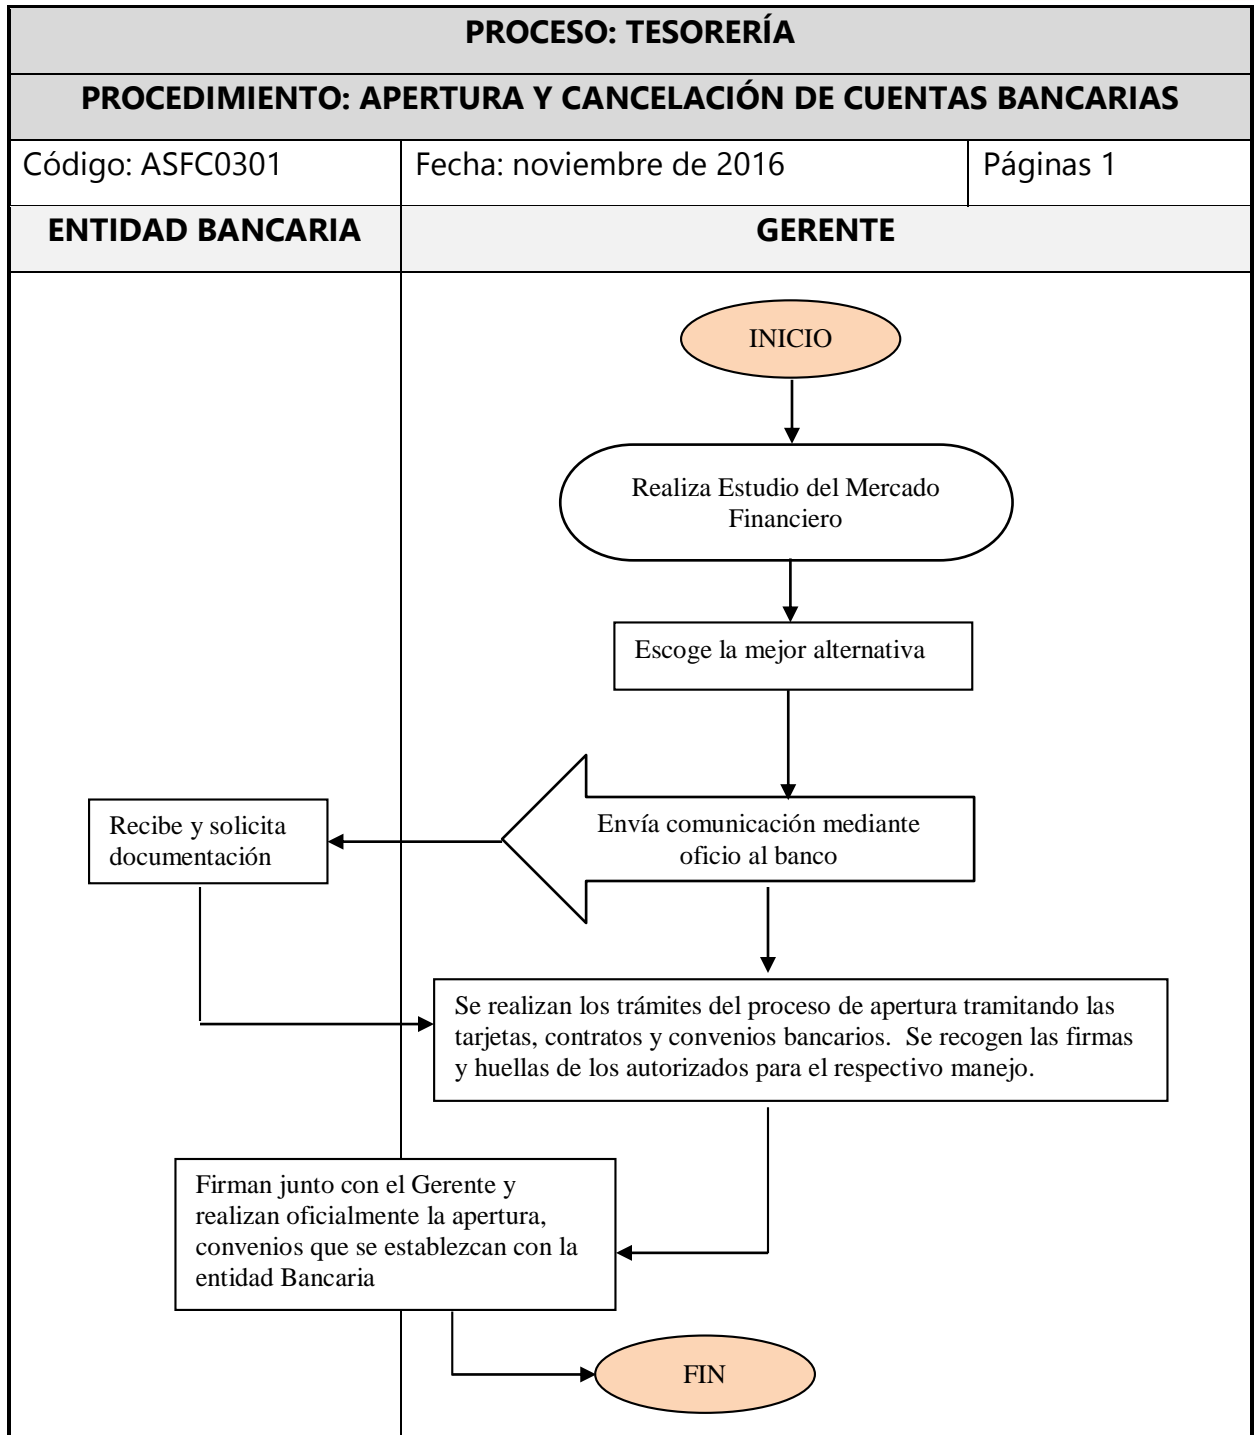 PROCESO: TESORERÍA
PROCEDIMIENTO: APERTURA Y CANCELACIÓN DE CUENTAS BANCARIAS
Código: ASFC0301
Fecha: noviembre de 2016
Páginas 1
ENTIDAD BANCARIA
GERENTE
INICIO
Realiza Estudio del Mercado
Financiero
Escoge la mejor alternativa
Envía comunicación mediante
oficio al banco
Recibe y solicita
documentación
Se realizan los trámites del proceso de apertura tramitando las
tarjetas, contratos y convenios bancarios.  Se recogen las firmas
y huellas de los autorizados para el respectivo manejo.
Firman junto con el Gerente y
realizan oficialmente la apertura,
convenios que se establezcan con la
entidad Bancaria
FIN